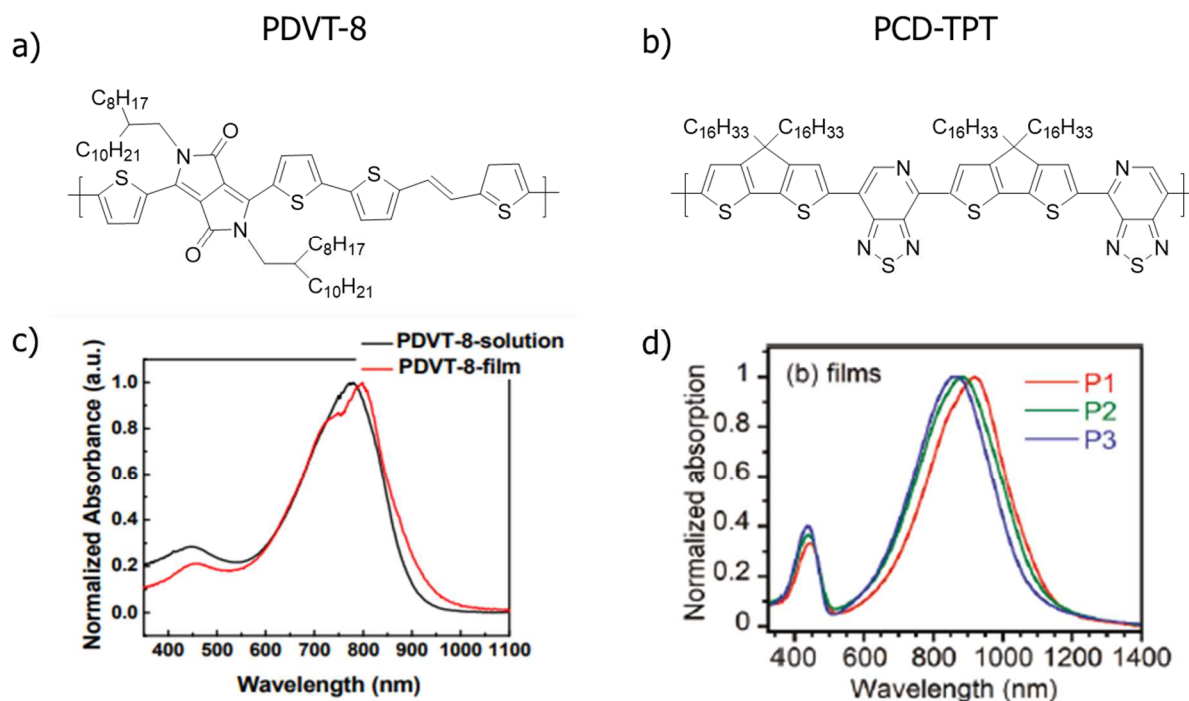 PDVT-8
PCD-TPT
a)
b)
C8H17
C10H21
N
O
S
S
S
S
O
N
C8H17
C10H21
C16H33 C16H33
C16H33 C16H33
N
N
S S
S S
N N
S
N N
S
c)
PDVT-8-solution
PDVT-8-film
Normalized Absorbance (a.u.)
1.0
0.8
0.6
0.4
0.2
0.0
400 500 600 700 800 900 1000 1100
Wavelength (nm)
d)
(b) films
P1
P2
P3
Normalized absorption
1
0.8
0.6
0.4
0.2
0
400 600 800 1000 1200 1400
Wavelength (nm)